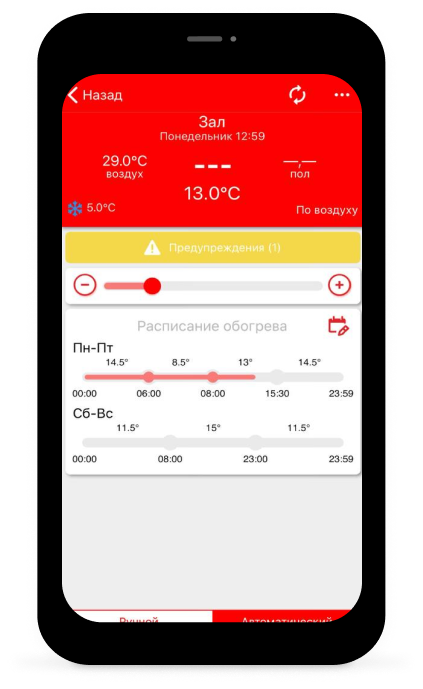 Назад
Зал
Понедельник 12:59
29.0°C
воздух
---
—,—
пол
13.0°C
5.0°C
По воздуху
Предупреждения (1)
Расписание обогрева
Пн-Пт
14.5° 8.5° 13° 14.5°
00:00 06:00 08:00 15:30 23:59
Сб-Вс
11.5° 15° 11.5°
00:00 08:00 23:00 23:59
Ручной Автоматический